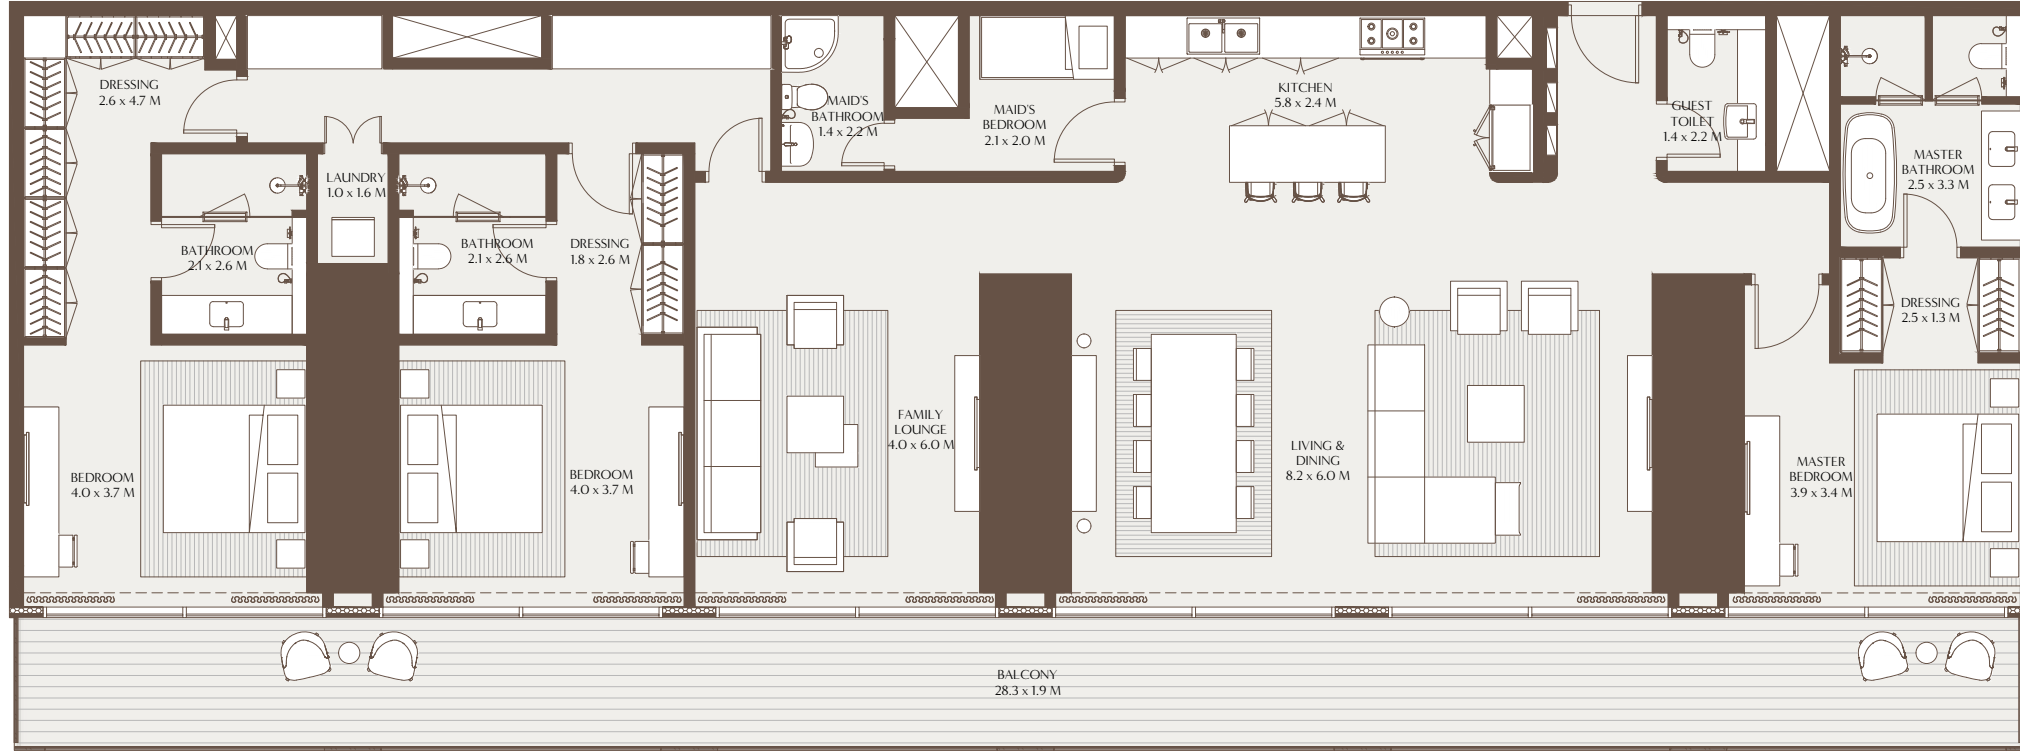 DRESSING
2.6 x 4.7 M
MAID'S
BATHROOM
1.4 x 2.2 M
MAID'S
BEDROOM
2.1 x 2.0 M
KITCHEN
5.8 x 2.4 M
GUEST
TOILET
1.4 x 2.2 M
MASTER
BATHROOM
2.5 x 3.3 M
LAUNDRY
1.0 x 1.6 M
BATHROOM
2.1 x 2.6 M
BATHROOM
2.1 x 2.6 M
DRESSING
1.8 x 2.6 M
DRESSING
2.5 x 1.3 M
BEDROOM
4.0 x 3.7 M
BEDROOM
4.0 x 3.7 M
FAMILY
LOUNGE
4.0 x 6.0 M
LIVING &
DINING
8.2 x 6.0 M
MASTER
BEDROOM
3.9 x 3.4 M
BALCONY
28.3 x 1.9 M